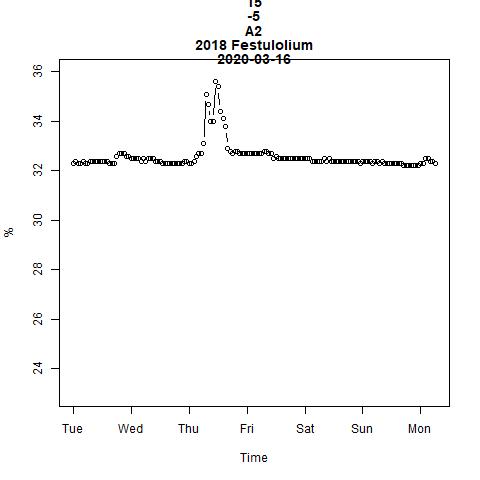 15
-5
A2
2018 Festulolium
2020-03-16
36
34
32
30
28
26
24
%
Tue Wed Thu Fri Sat Sun Mon
Time